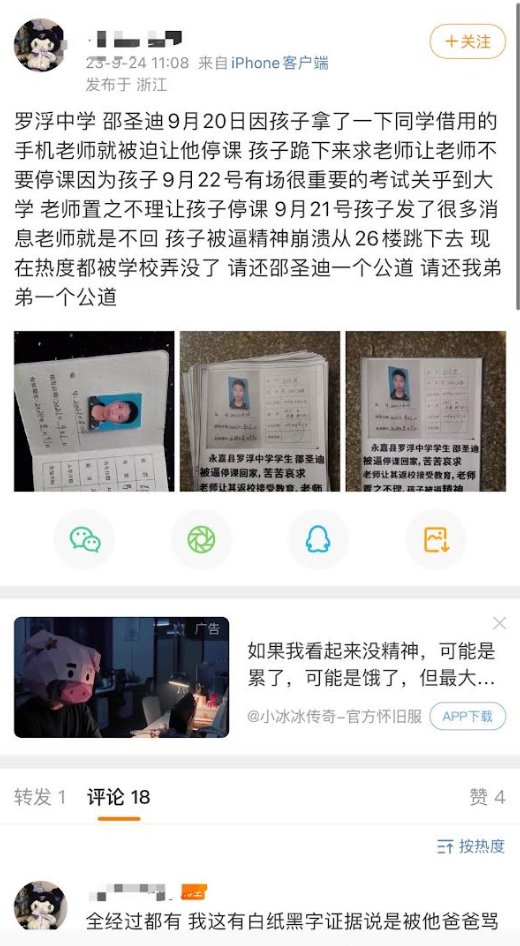 23-9-24 11:08 来自iPhone客户端
发布于 浙江
+关注
罗浮中学 邵圣迪9月20日因孩子拿了一下同学借用的
手机老师就被迫让他停课 孩子跪下来求老师让老师不
要停课因为孩子9月22号有场很重要的考试关乎到大
学 老师置之不理让孩子停课 9月21号孩子发了很多消
息老师就是不回 孩子被逼精神崩溃从26楼跳下去 现
在热度都被学校弄没了 请还邵圣迪一个公道 请还我弟
弟一个公道
永嘉县罗浮中学学生 邵圣迪
被逼停课回家，苦苦哀求
老师让其返校接受教育，老师
永嘉县罗浮中学学生 邵圣迪
被逼停课回家，苦苦哀求
老师让其返校接受教育，老师
置之不理，孩子被逼精神
广告
如果我看起来没精神，可能是
累了，可能是饿了，但最大...
@小冰冰传奇-官方怀旧服
APP下载
转发 1 评论 18 赞 4
按热度
全经过都有 我这有白纸黑字证据说是被他爸爸骂